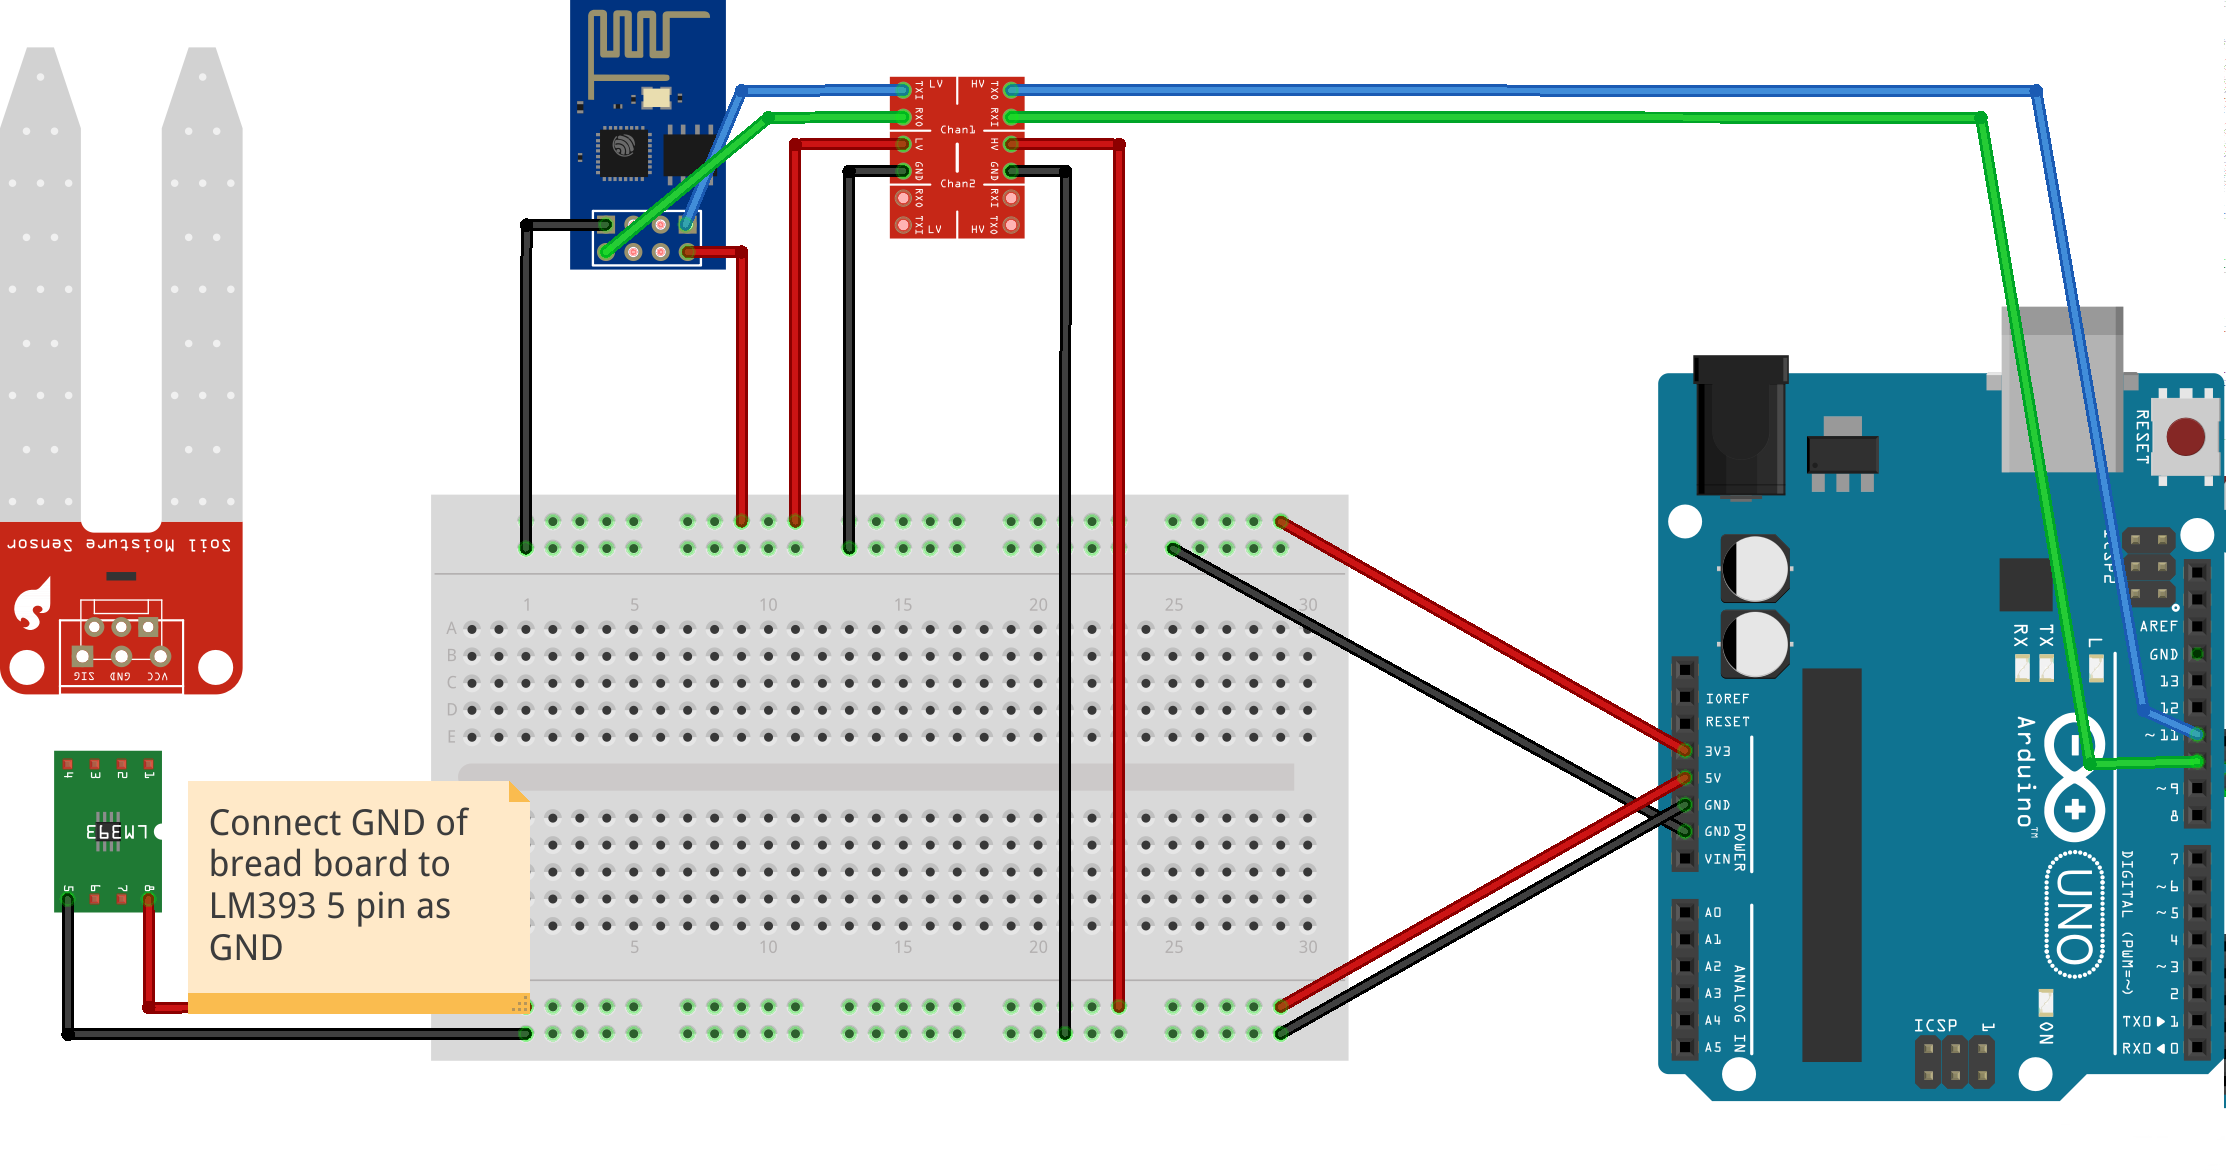 TXI
LV
HV
TXO
RXO
RXI
Chan1
LV
HV
GND
GND
Chan2
RXO
RXI
TXI
LV
HV
TXO
RESET
Soil Moisture Sensor
SIG
GND
VCC
1
5
10
15
20
25
30
A
B
C
D
E
5
10
15
20
25
30
4
3
2
1
LM393
5
6
7
8
Connect GND of
bread board to
LM393 5 pin as
GND
ICSP2
IOREF
RESET
3V3
5V
GND
GND
VIN
POWER
A0
A1
A2
A3
A4
A5
ANALOG IN
RX
TX
L
Arduino
TM
UNO
AREF
GND
13
12
~11
~9
8
7
~6
~5
4
~3
2
TX0▶1
RX0◀0
DIGITAL (PWM=~)
ICSP
1
ON